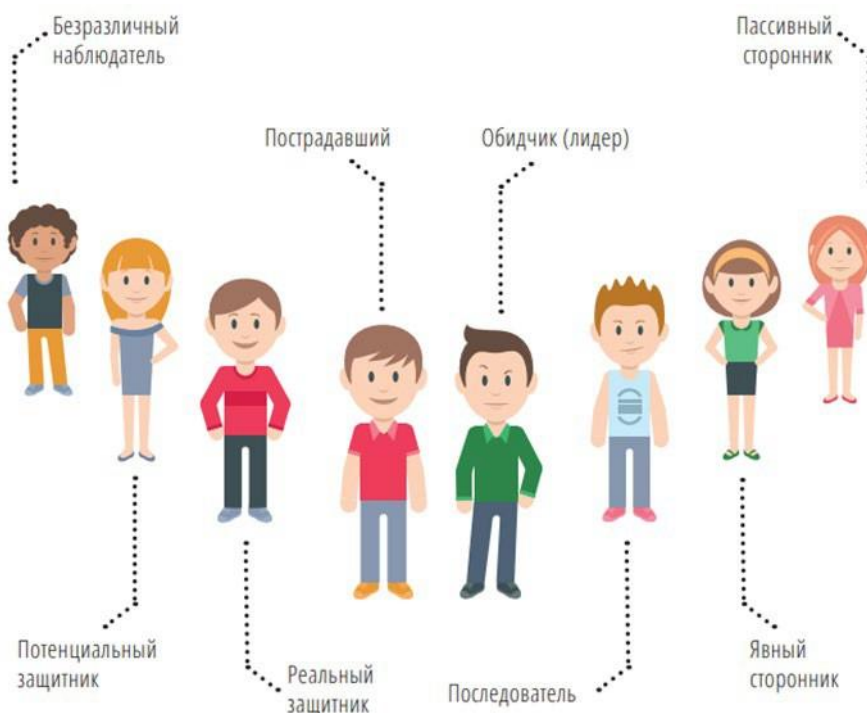 Безразличный
наблюдатель
Пассивный
сторонник
Пострадавший
Обидчик (лидер)
Потенциальный
защитник
Реальный
защитник
Последователь
Явный
сторонник